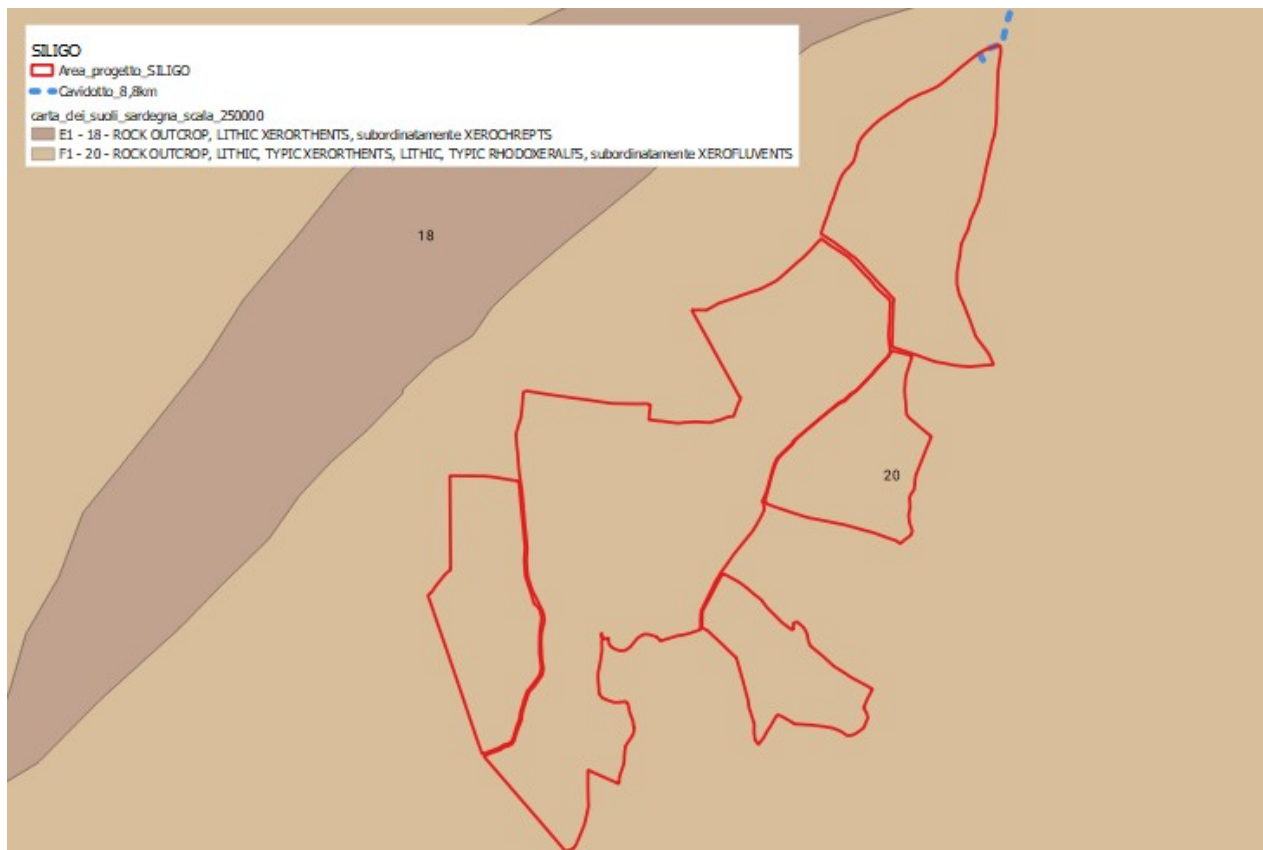 SILIGO
Area_progetto_SILIGO
Cavidotto_8,8km
carta_dei_suoli_sardegna_scala_250000
E1 - 18 - ROCK OUTCROP, LITHIC XERORTHENTS, subordinatamente XEROCHREPTS
F1 - 20 - ROCK OUTCROP, LITHIC, TYPIC XERORTHENTS, LITHIC, TYPIC RHODOXERALFS, subordinatamente XEROFLUVENTS
18
20